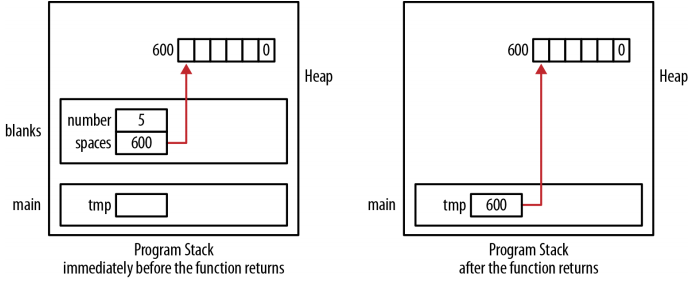 600
0
Heap
blanks
number 5
spaces 600
main
tmp
Program Stack
immediately before the function returns
600
0
Heap
main
tmp 600
Program Stack
after the function returns